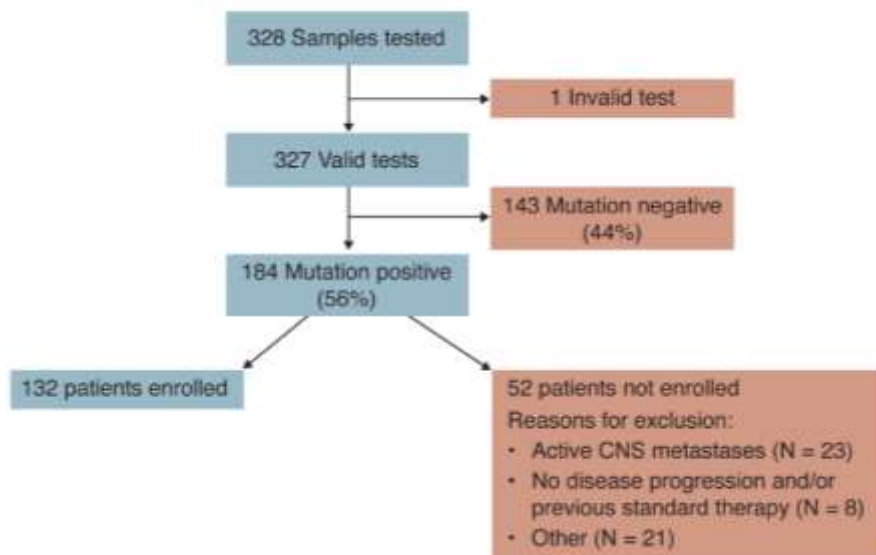 328 Samples tested
1 Invalid test
327 Valid tests
143 Mutation negative
(44%)
184 Mutation positive
(56%)
132 patients enrolled
52 patients not enrolled
Reasons for exclusion:
• Active CNS metastases (N = 23)
• No disease progression and/or
previous standard therapy (N = 8)
• Other (N = 21)